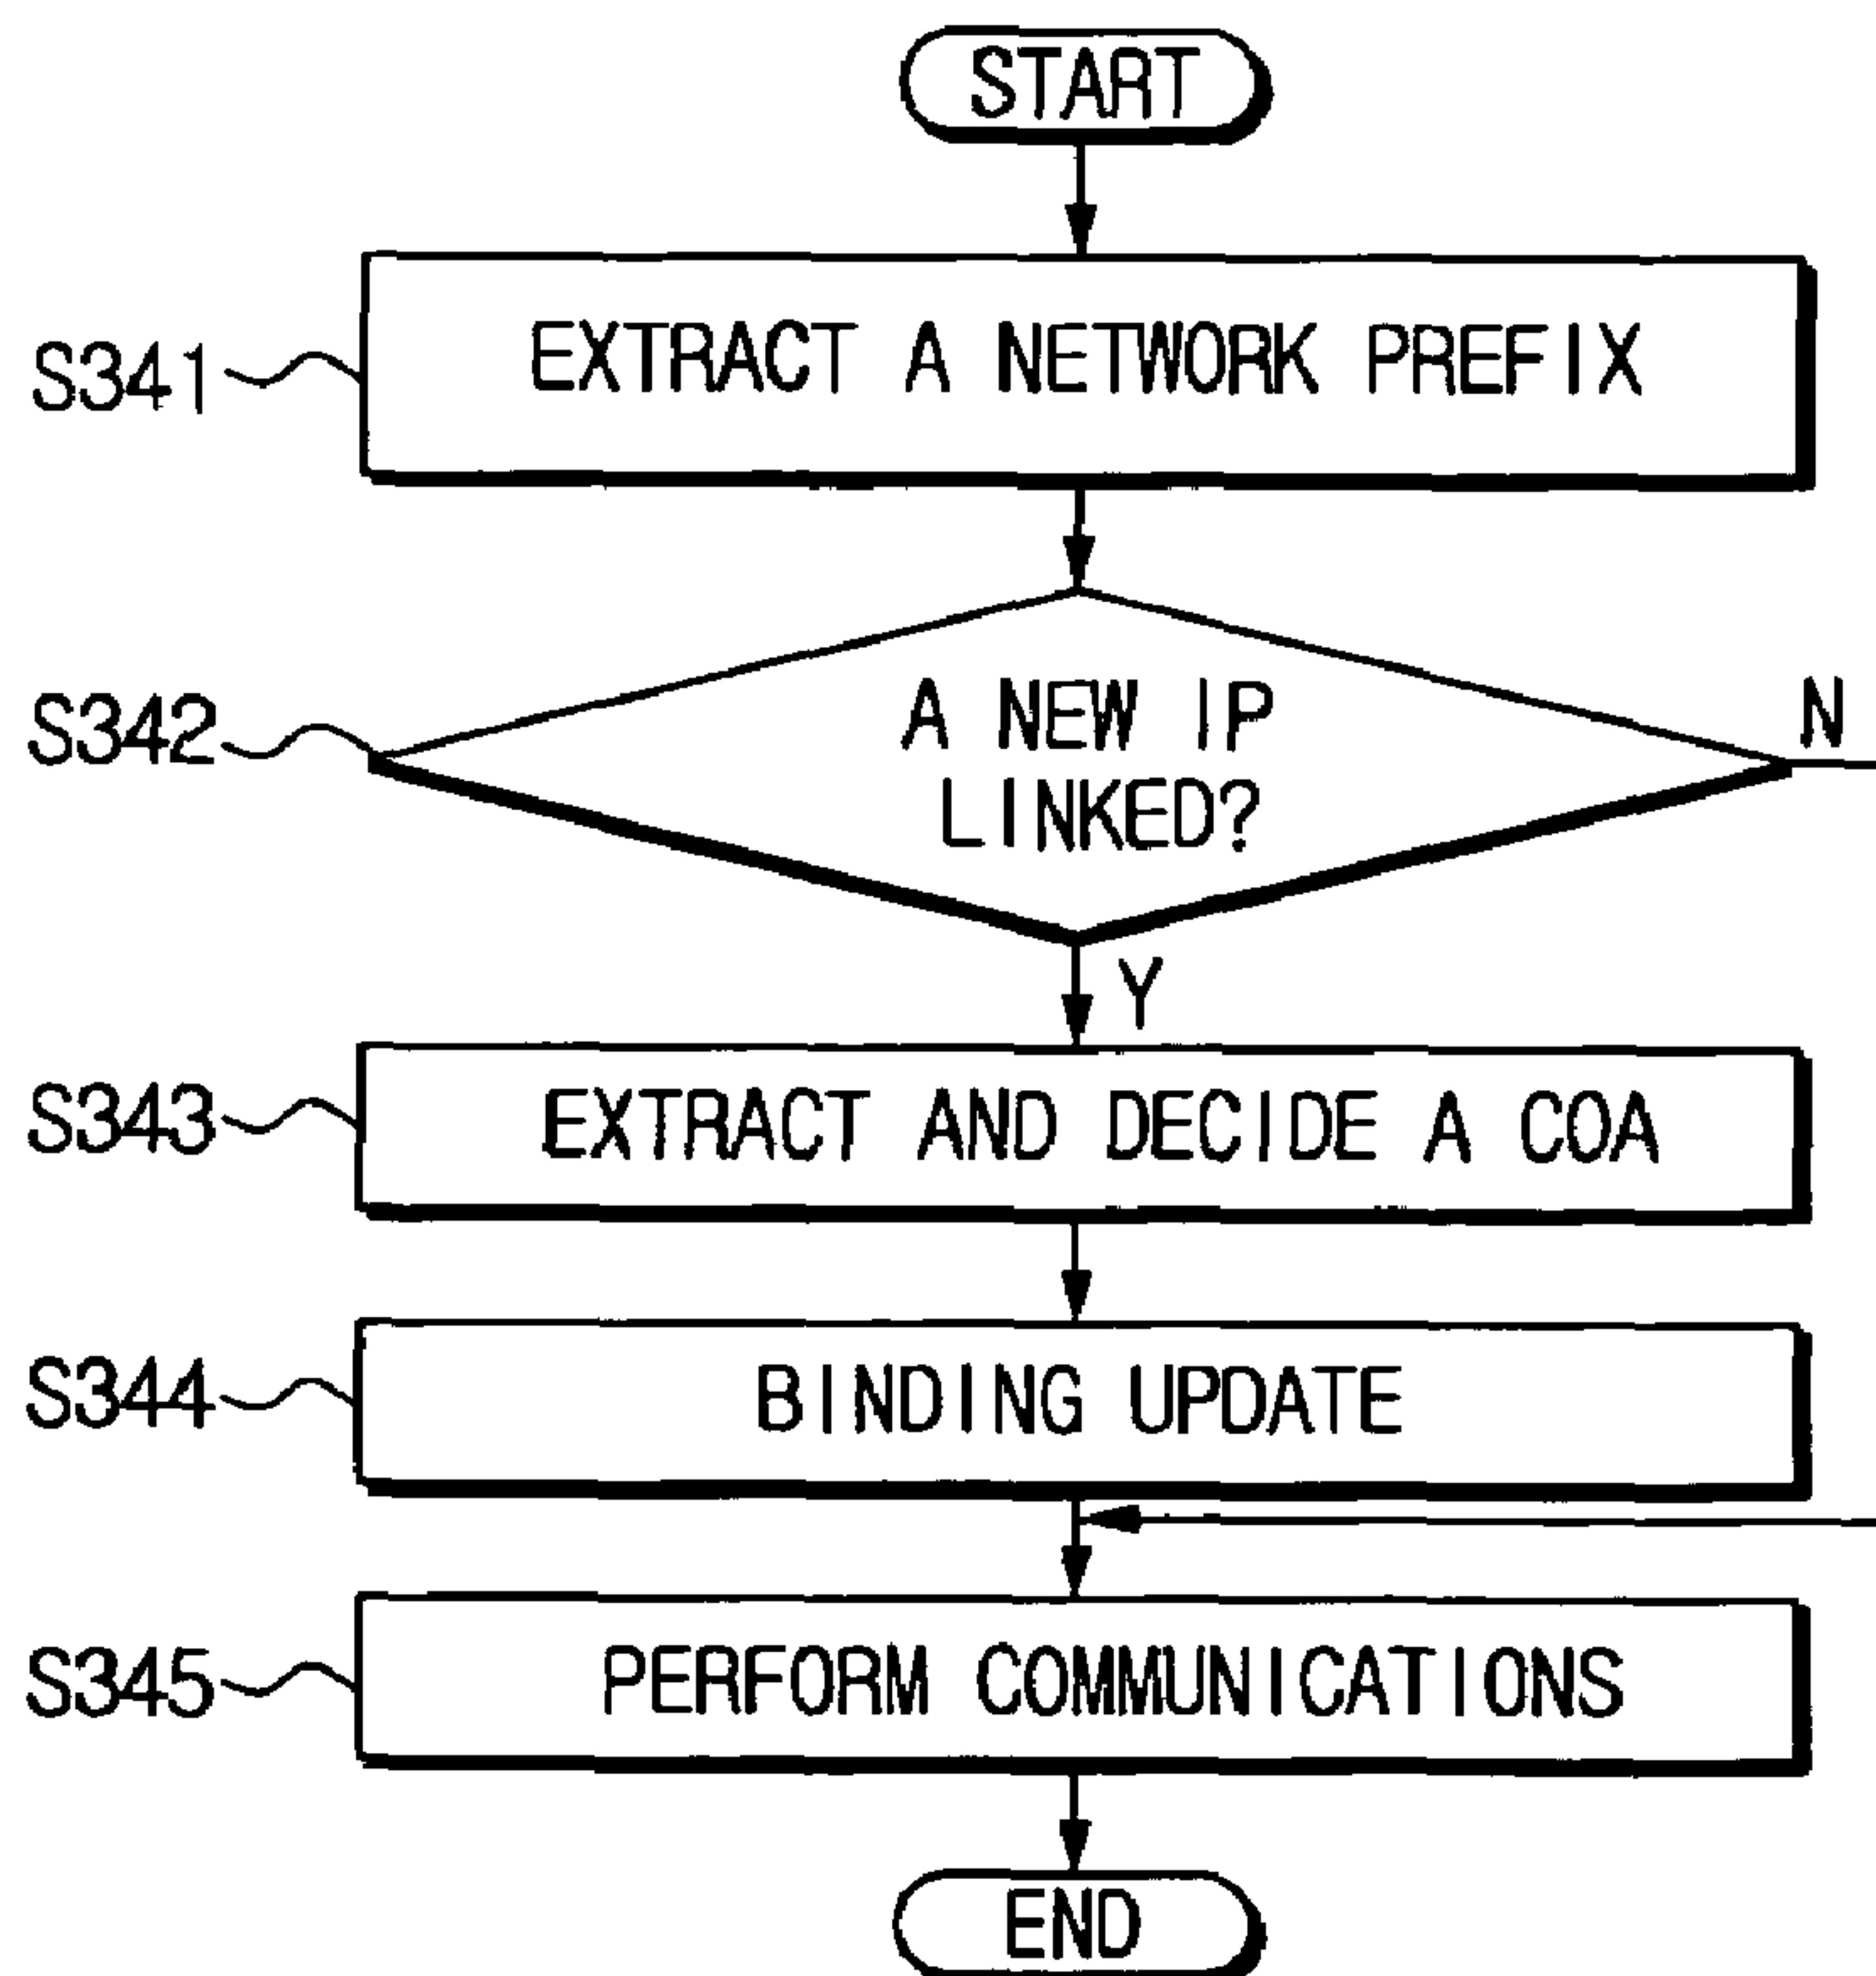 START
S341
EXTRACT A NETWORK PREFIX
S342
A NEW IP
LINKED?
N
Y
S343
EXTRACT AND DECIDE A COA
S344
BINDING UPDATE
S345
PERFORM COMMUNICATIONS
END